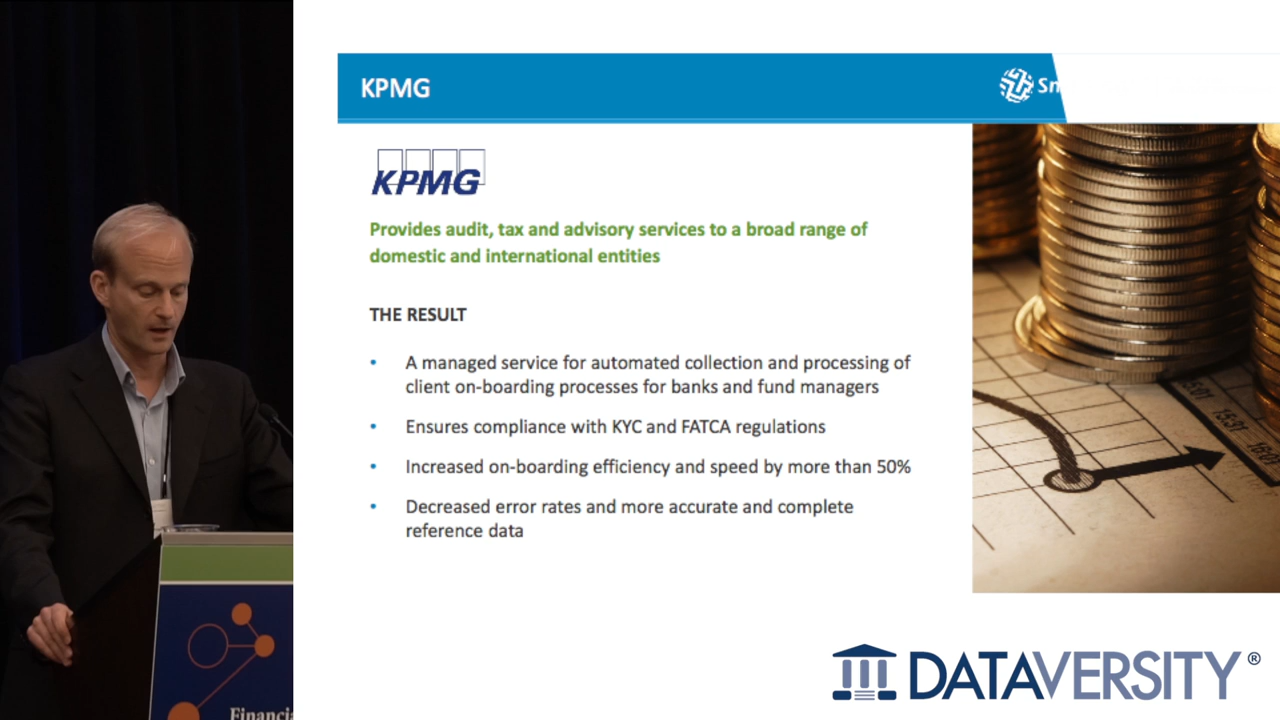 KPMG
KPMG
Provides audit, tax and advisory services to a broad range of
domestic and international entities
THE RESULT
• A managed service for automated collection and processing of
client on-boarding processes for banks and fund managers
• Ensures compliance with KYC and FATCA regulations
• Increased on-boarding efficiency and speed by more than 50%
• Decreased error rates and more accurate and complete
reference data
DATAVERSITY®